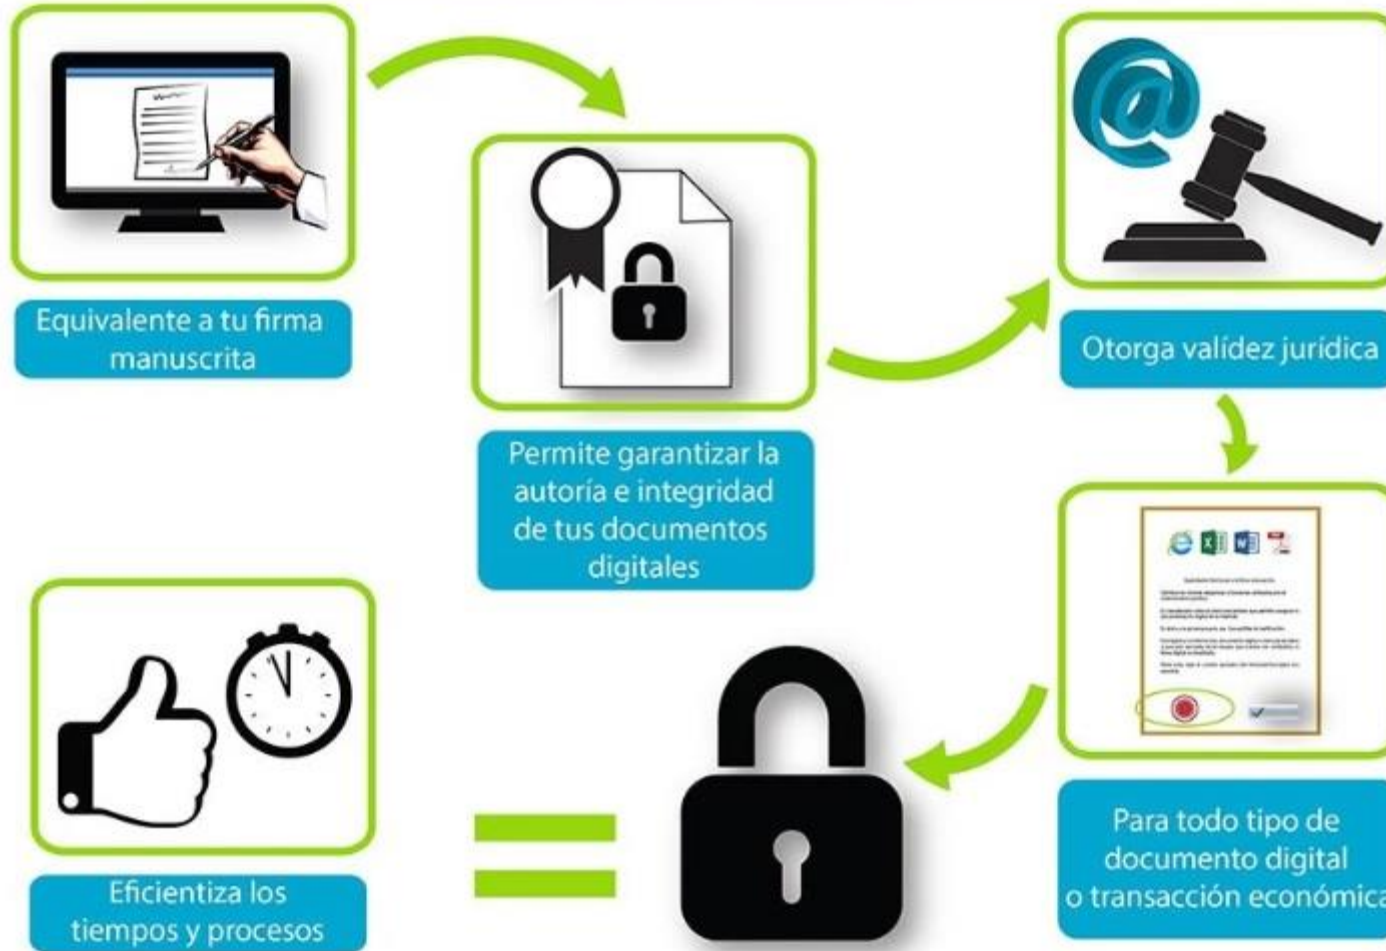 Equivalente a tu firma
manuscrita
Permite garantizar la
autoría e integridad
de tus documentos
digitales
Otorga valídez jurídica
Para todo tipo de
documento digital
o transacción económica
Eficientiza los
tiempos y procesos